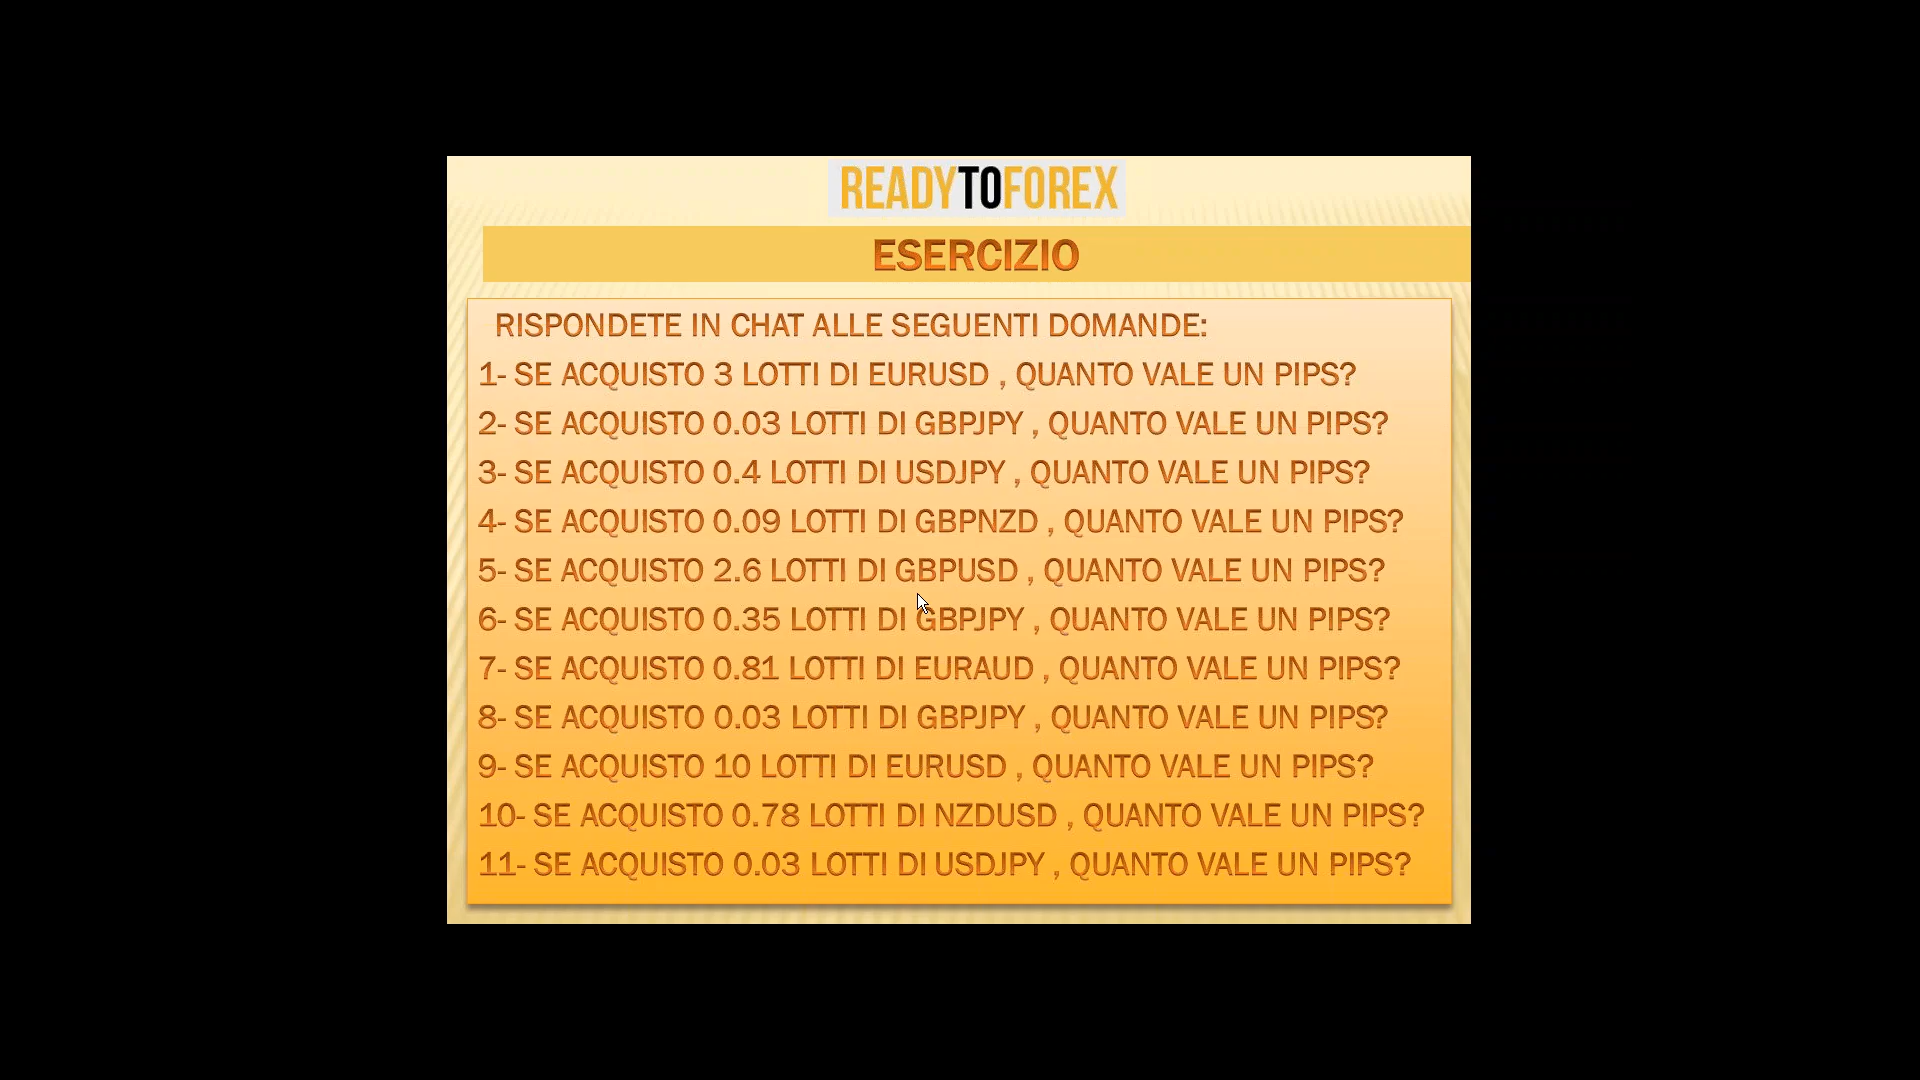 READYTOFOREX
ESERCIZIO
RISPONDETE IN CHAT ALLE SEGUENTI DOMANDE:
1- SE ACQUISTO 3 LOTTI DI EURUSD , QUANTO VALE UN PIPS?
2- SE ACQUISTO 0.03 LOTTI DI GBPJPY , QUANTO VALE UN PIPS?
3- SE ACQUISTO 0.4 LOTTI DI USDJPY , QUANTO VALE UN PIPS?
4- SE ACQUISTO 0.09 LOTTI DI GBPNZD , QUANTO VALE UN PIPS?
5- SE ACQUISTO 2.6 LOTTI DI GBPUSD , QUANTO VALE UN PIPS?
6- SE ACQUISTO 0.35 LOTTI DI GBPJPY , QUANTO VALE UN PIPS?
7- SE ACQUISTO 0.81 LOTTI DI EURAUD , QUANTO VALE UN PIPS?
8- SE ACQUISTO 0.03 LOTTI DI GBPJPY , QUANTO VALE UN PIPS?
9- SE ACQUISTO 10 LOTTI DI EURUSD , QUANTO VALE UN PIPS?
10- SE ACQUISTO 0.78 LOTTI DI NZDUSD , QUANTO VALE UN PIPS?
11- SE ACQUISTO 0.03 LOTTI DI USDJPY , QUANTO VALE UN PIPS?